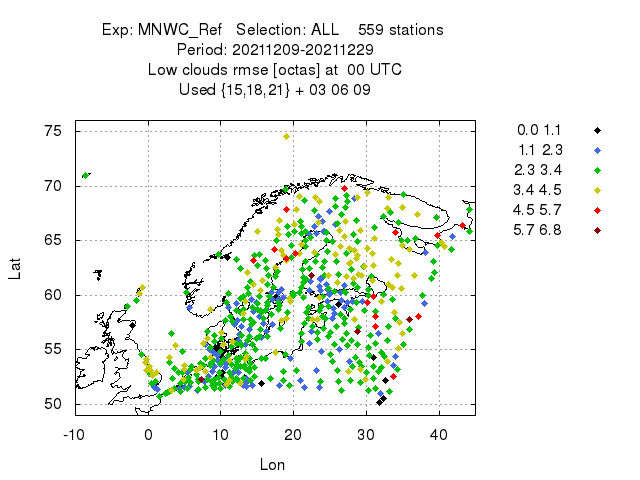 Exp: MNWC_Ref   Selection: ALL    559 stations
Period: 20211209-20211229
Low clouds rmse [octas] at  00 UTC
Used {15,18,21} + 03 06 09
75
70
65
60
55
50
-10 0 10 20 30 40
Lat
Lon
0.0 1.1
1.1 2.3
2.3 3.4
3.4 4.5
4.5 5.7
5.7 6.8